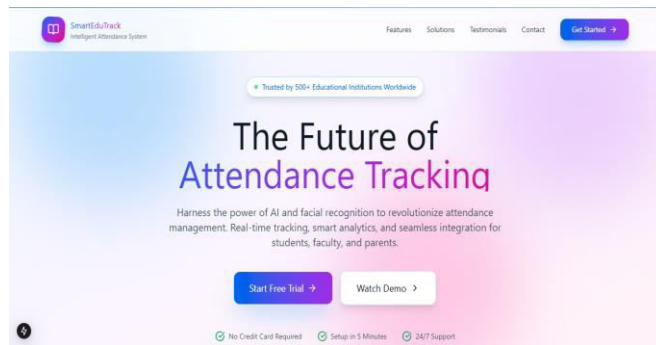 SmartEduTrack
Intelligent Attendance System
Features Solutions Testimonials Contact Get Started →
Trusted by 500+ Educational Institutions Worldwide
The Future of
Attendance Tracking
Harness the power of AI and facial recognition to revolutionize attendance
management. Real-time tracking, smart analytics, and seamless integration for
students, faculty, and parents.
Start Free Trial → Watch Demo >
No Credit Card Required Setup in 5 Minutes 24/7 Support